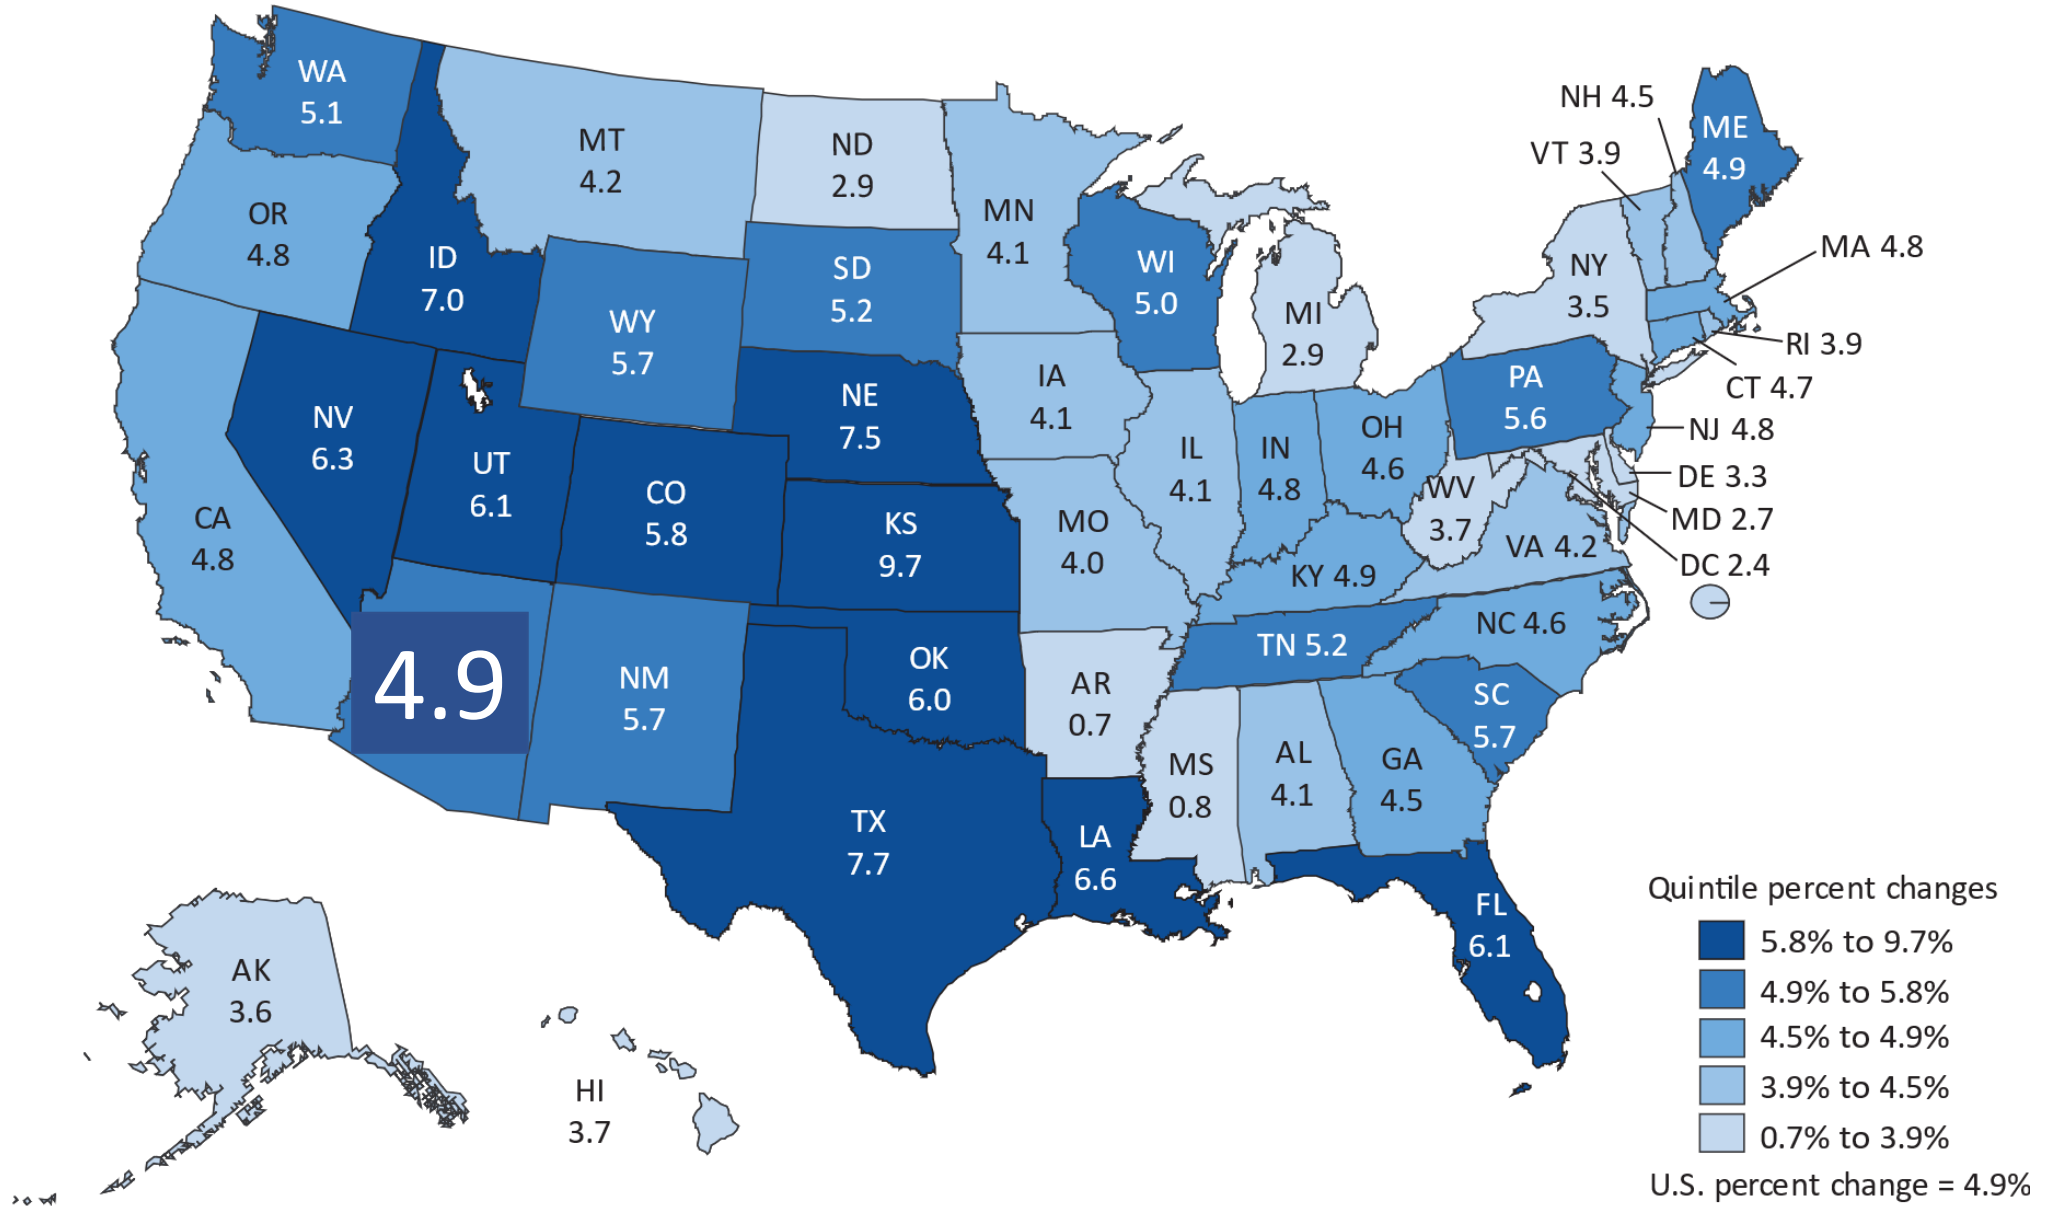 WA
5.1
OR
4.8
CA
4.8
ID
7.0
NV
6.3
UT
6.1
MT
4.2
WY
5.7
CO
5.8
4.9
NM
5.7
ND
2.9
SD
5.2
NE
7.5
KS
9.7
OK
6.0
TX
7.7
MN
4.1
IA
4.1
MO
4.0
AR
0.7
LA
6.6
WI
5.0
IL
4.1
MI
2.9
IN
4.8
OH
4.6
KY 4.9
TN 5.2
MS
0.8
AL
4.1
GA
4.5
FL
6.1
SC
5.7
NC 4.6
VA 4.2
WV
3.7
PA
5.6
NY
3.5
NH 4.5
VT 3.9
ME
4.9
MA 4.8
RI 3.9
CT 4.7
NJ 4.8
DE 3.3
MD 2.7
DC 2.4
AK
3.6
HI
3.7
Quintile percent changes
5.8% to 9.7%
4.9% to 5.8%
4.5% to 4.9%
3.9% to 4.5%
0.7% to 3.9%
U.S. percent change = 4.9%